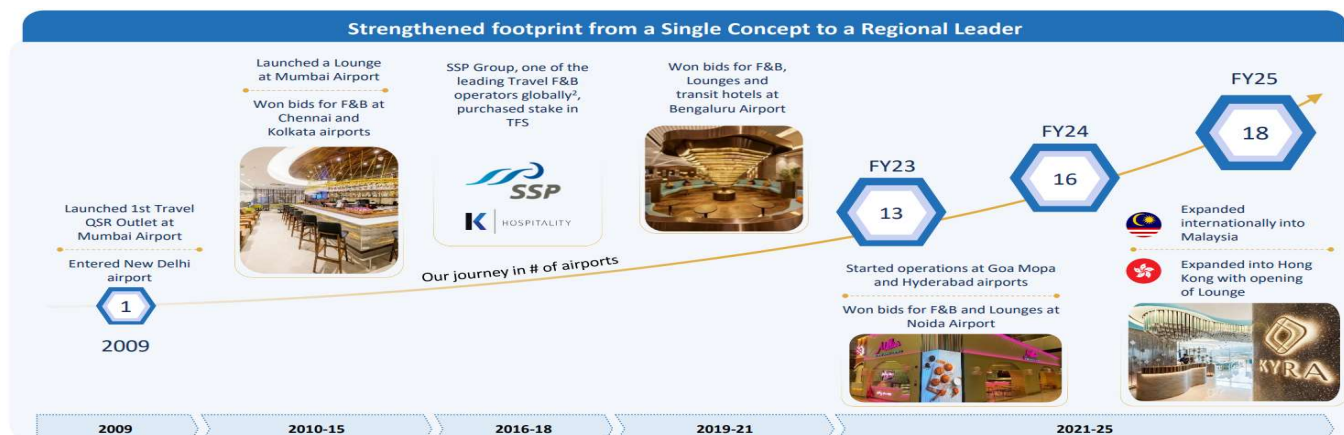 Strengthened footprint from a Single Concept to a Regional Leader
Launched 1st Travel
QSR Outlet at
Mumbai Airport
Entered New Delhi
airport
1
2009
Launched a Lounge
at Mumbai Airport
Won bids for F&B at
Chennai and
Kolkata airports
SSP Group, one of the
leading Travel F&B
operators globally²,
purchased stake in
TFS
SSP
K HOSPITALITY
Won bids for F&B,
Lounges and
transit hotels at
Bengaluru Airport
Our journey in # of airports
FY23
13
FY24
16
FY25
18
Started operations at Goa Mopa
and Hyderabad airports
Won bids for F&B and Lounges at
Noida Airport
Expanded
internationally into
Malaysia
Expanded into Hong
Kong with opening
of Lounge
KYRA
2009
2010-15
2016-18
2019-21
2021-25